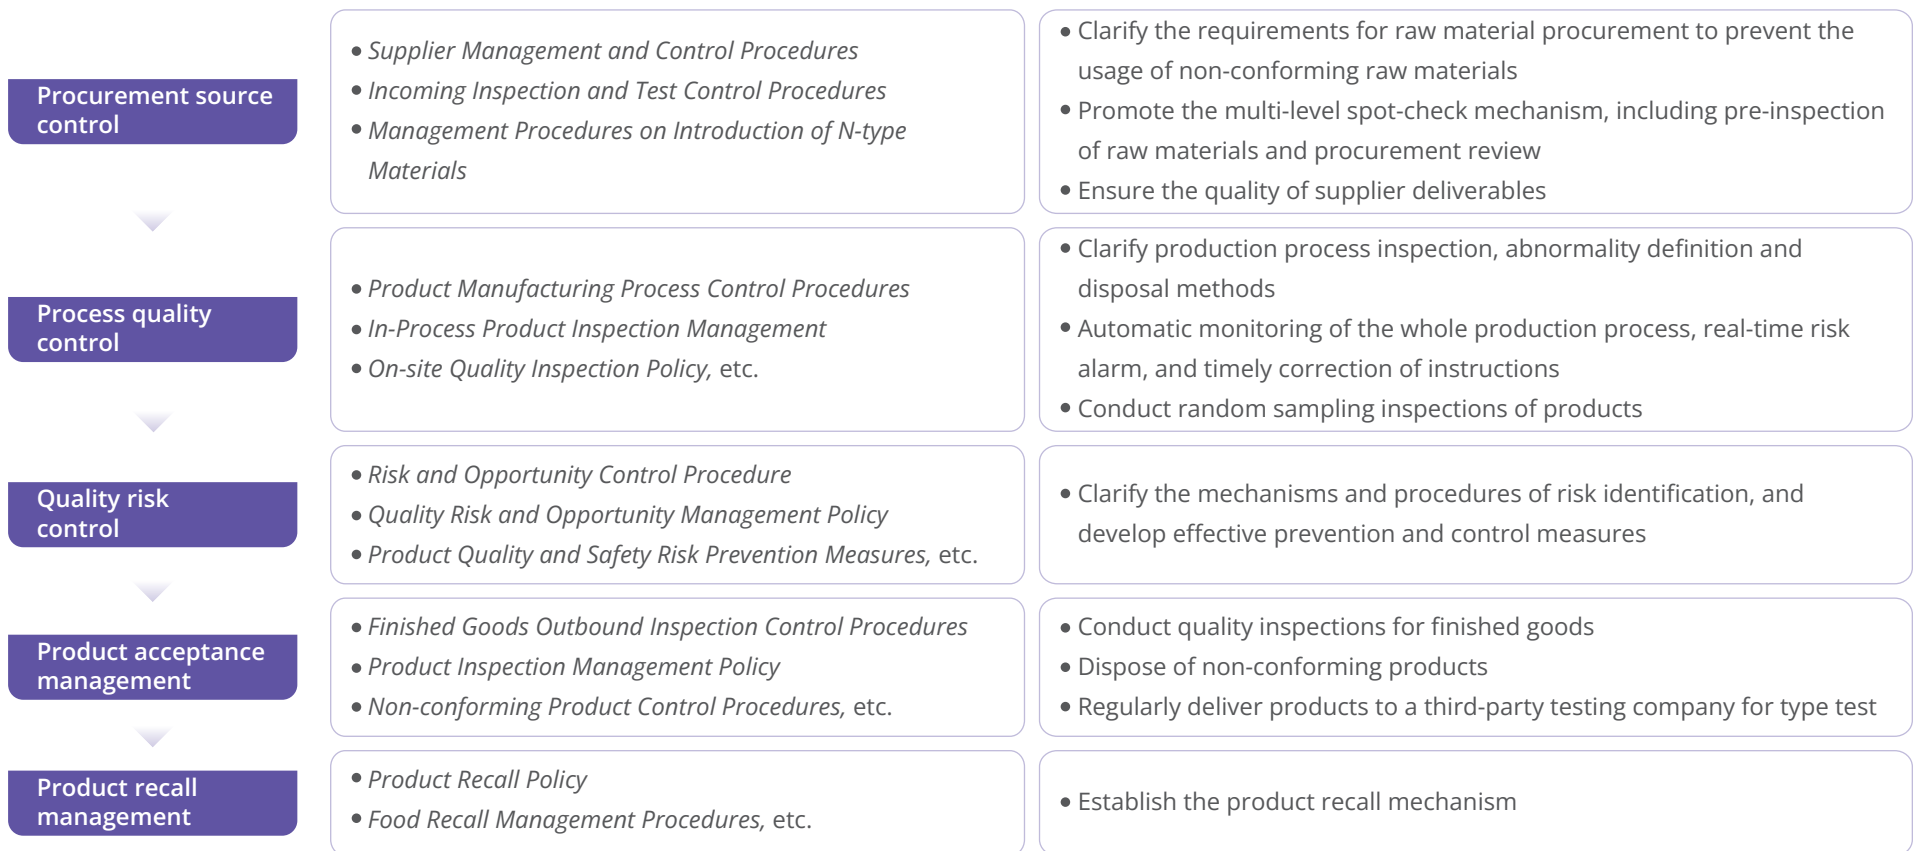 Procurement source
control
• Supplier Management and Control Procedures
• Incoming Inspection and Test Control Procedures
• Management Procedures on Introduction of N-type
Materials
• Clarify the requirements for raw material procurement to prevent the
usage of non-conforming raw materials
• Promote the multi-level spot-check mechanism, including pre-inspection
of raw materials and procurement review
• Ensure the quality of supplier deliverables
Process quality
control
• Product Manufacturing Process Control Procedures
• In-Process Product Inspection Management
• On-site Quality Inspection Policy, etc.
• Clarify production process inspection, abnormality definition and
disposal methods
• Automatic monitoring of the whole production process, real-time risk
alarm, and timely correction of instructions
• Conduct random sampling inspections of products
Quality risk
control
• Risk and Opportunity Control Procedure
• Quality Risk and Opportunity Management Policy
• Product Quality and Safety Risk Prevention Measures, etc.
• Clarify the mechanisms and procedures of risk identification, and
develop effective prevention and control measures
Product acceptance
management
• Finished Goods Outbound Inspection Control Procedures
• Product Inspection Management Policy
• Non-conforming Product Control Procedures, etc.
• Conduct quality inspections for finished goods
• Dispose of non-conforming products
• Regularly deliver products to a third-party testing company for type test
Product recall
management
• Product Recall Policy
• Food Recall Management Procedures, etc.
• Establish the product recall mechanism